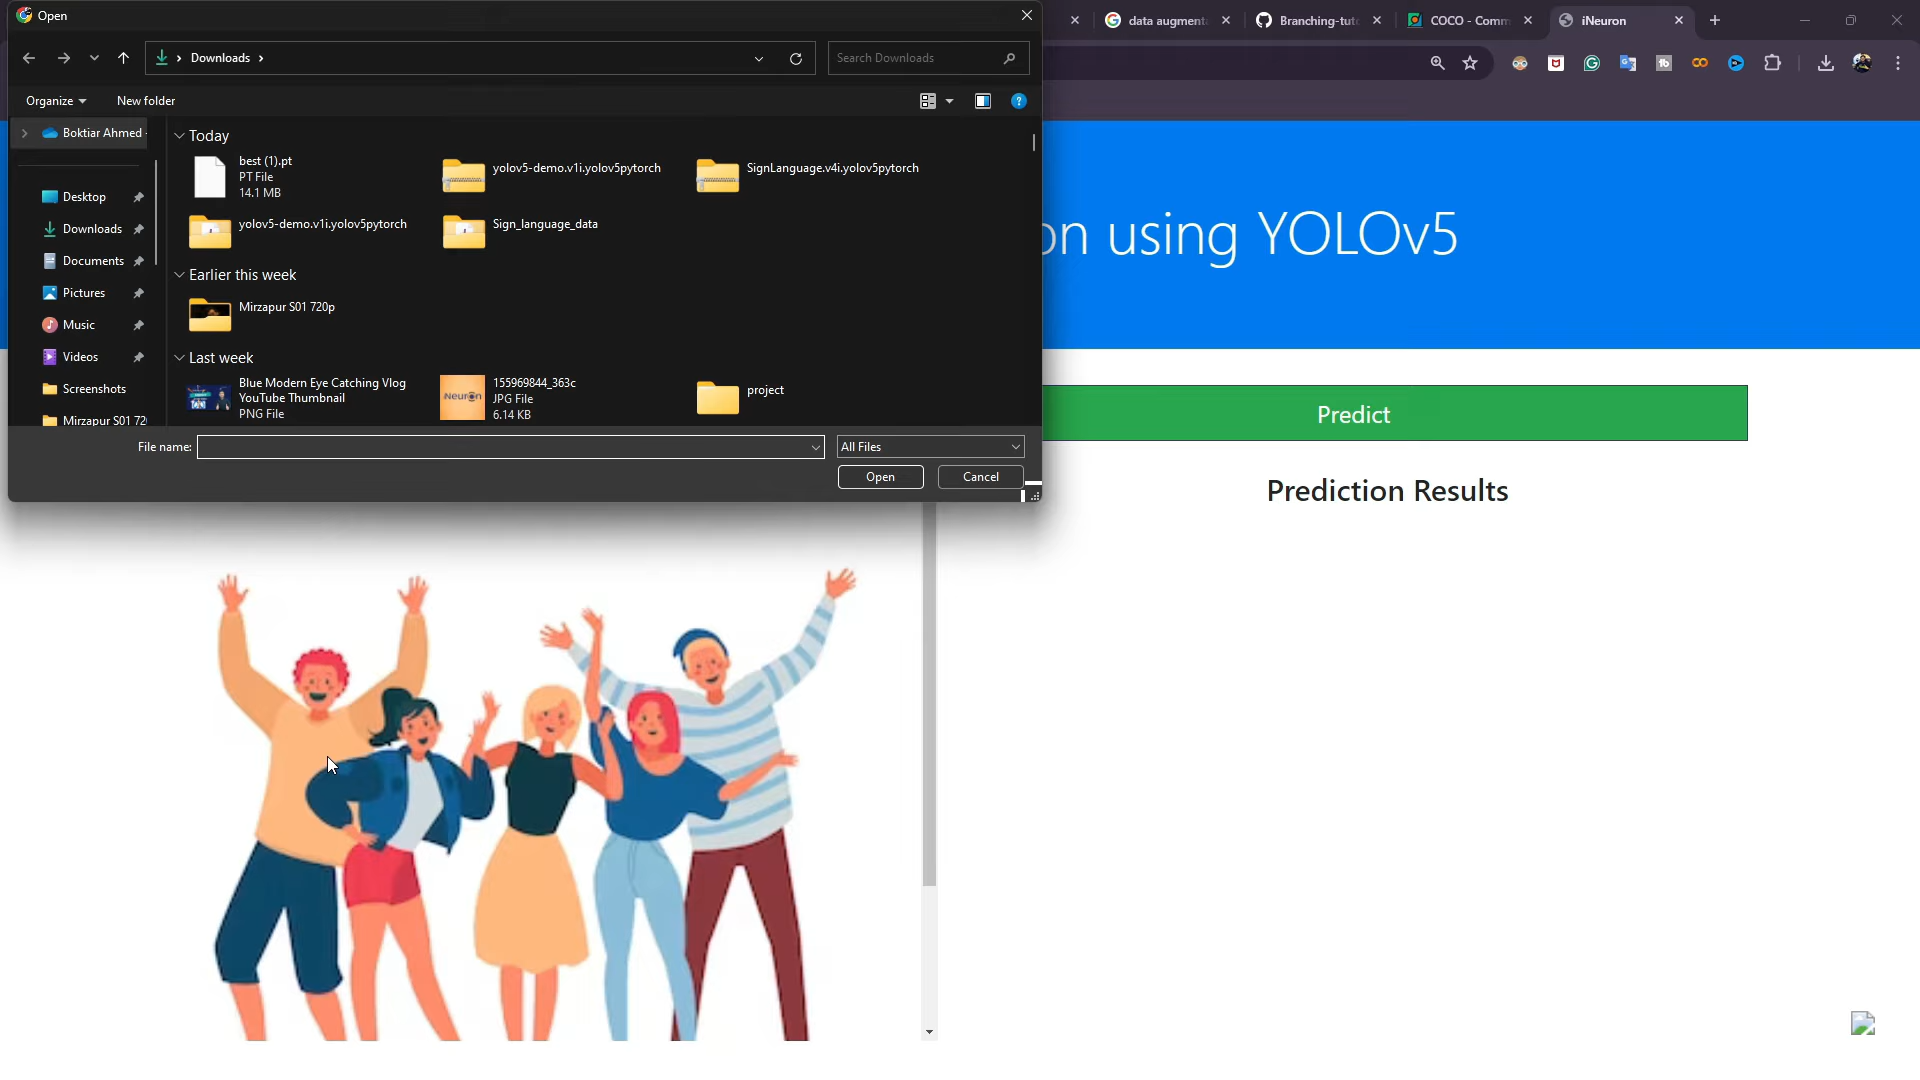 Open
data augment
Branching-tut
COCO - Comm
iNeuron
Downloads
Search Downloads
Organize
New folder
Boktiar Ahmed
Desktop
Downloads
Documents
Pictures
Music
Videos
Screenshots
Mirzapur S01 72
Today
best (1).pt
PT File
14.1 MB
yolov5-demo.v1i.yolov5pytorch
SignLanguage.v4i.yolov5pytorch
yolov5-demo.v1i.yolov5pytorch
Sign_language_data
Earlier this week
Mirzapur S01 720p
Last week
Blue Modern Eye Catching Vlog
YouTube Thumbnail
PNG File
iNeuron
155969844_363c
JPG File
6.14 KB
project
File name:
All Files
Open
Cancel
on using YOLOv5
Predict
Prediction Results